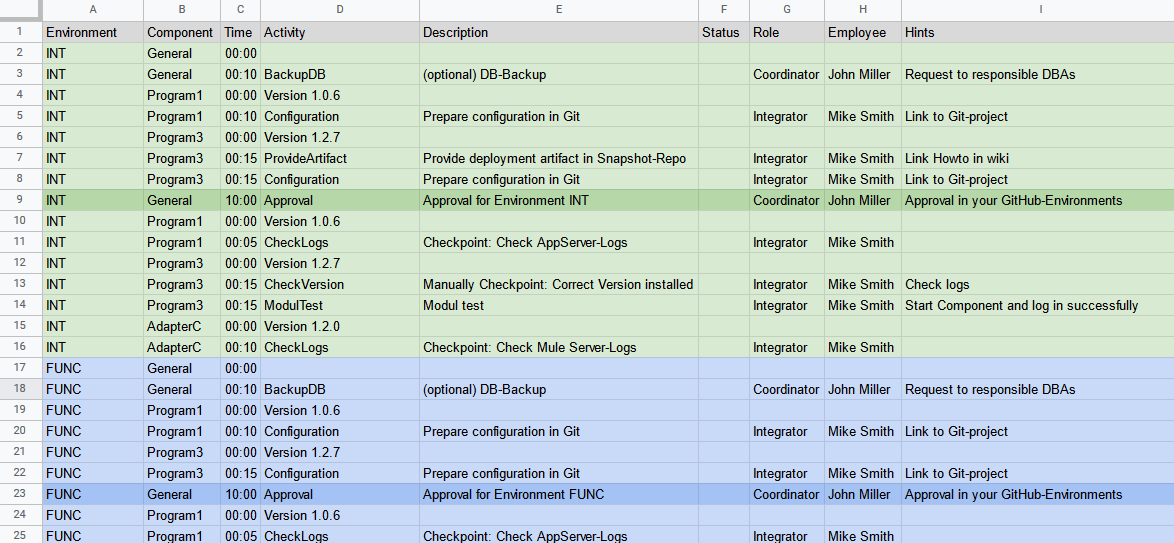 A B C D E F G H I
1 Environment Component Time Activity Description Status Role Employee Hints
2 INT General 00:00
3 INT General 00:10 BackupDB (optional) DB-Backup Coordinator John Miller Request to responsible DBAs
4 INT Program1 00:00 Version 1.0.6
5 INT Program1 00:10 Configuration Prepare configuration in Git Integrator Mike Smith Link to Git-project
6 INT Program3 00:00 Version 1.2.7
7 INT Program3 00:15 ProvideArtifact Provide deployment artifact in Snapshot-Repo Integrator Mike Smith Link Howto in wiki
8 INT Program3 00:15 Configuration Prepare configuration in Git Integrator Mike Smith Link to Git-project
9 INT General 10:00 Approval Approval for Environment INT Coordinator John Miller Approval in your GitHub-Environments
10 INT Program1 00:00 Version 1.0.6
11 INT Program1 00:05 CheckLogs Checkpoint: Check AppServer-Logs Integrator Mike Smith
12 INT Program3 00:00 Version 1.2.7
13 INT Program3 00:15 CheckVersion Manually Checkpoint: Correct Version installed Integrator Mike Smith Check logs
14 INT Program3 00:15 ModulTest Modul test Integrator Mike Smith Start Component and log in successfully
15 INT AdapterC 00:00 Version 1.2.0
16 INT AdapterC 00:10 CheckLogs Checkpoint: Check Mule Server-Logs Integrator Mike Smith
17 FUNC General 00:00
18 FUNC General 00:10 BackupDB (optional) DB-Backup Coordinator John Miller Request to responsible DBAs
19 FUNC Program1 00:00 Version 1.0.6
20 FUNC Program1 00:10 Configuration Prepare configuration in Git Integrator Mike Smith Link to Git-project
21 FUNC Program3 00:00 Version 1.2.7
22 FUNC Program3 00:15 Configuration Prepare configuration in Git Integrator Mike Smith Link to Git-project
23 FUNC General 10:00 Approval Approval for Environment FUNC Coordinator John Miller Approval in your GitHub-Environments
24 FUNC Program1 00:00 Version 1.0.6
25 FUNC Program1 00:05 CheckLogs Checkpoint: Check AppServer-Logs Integrator Mike Smith